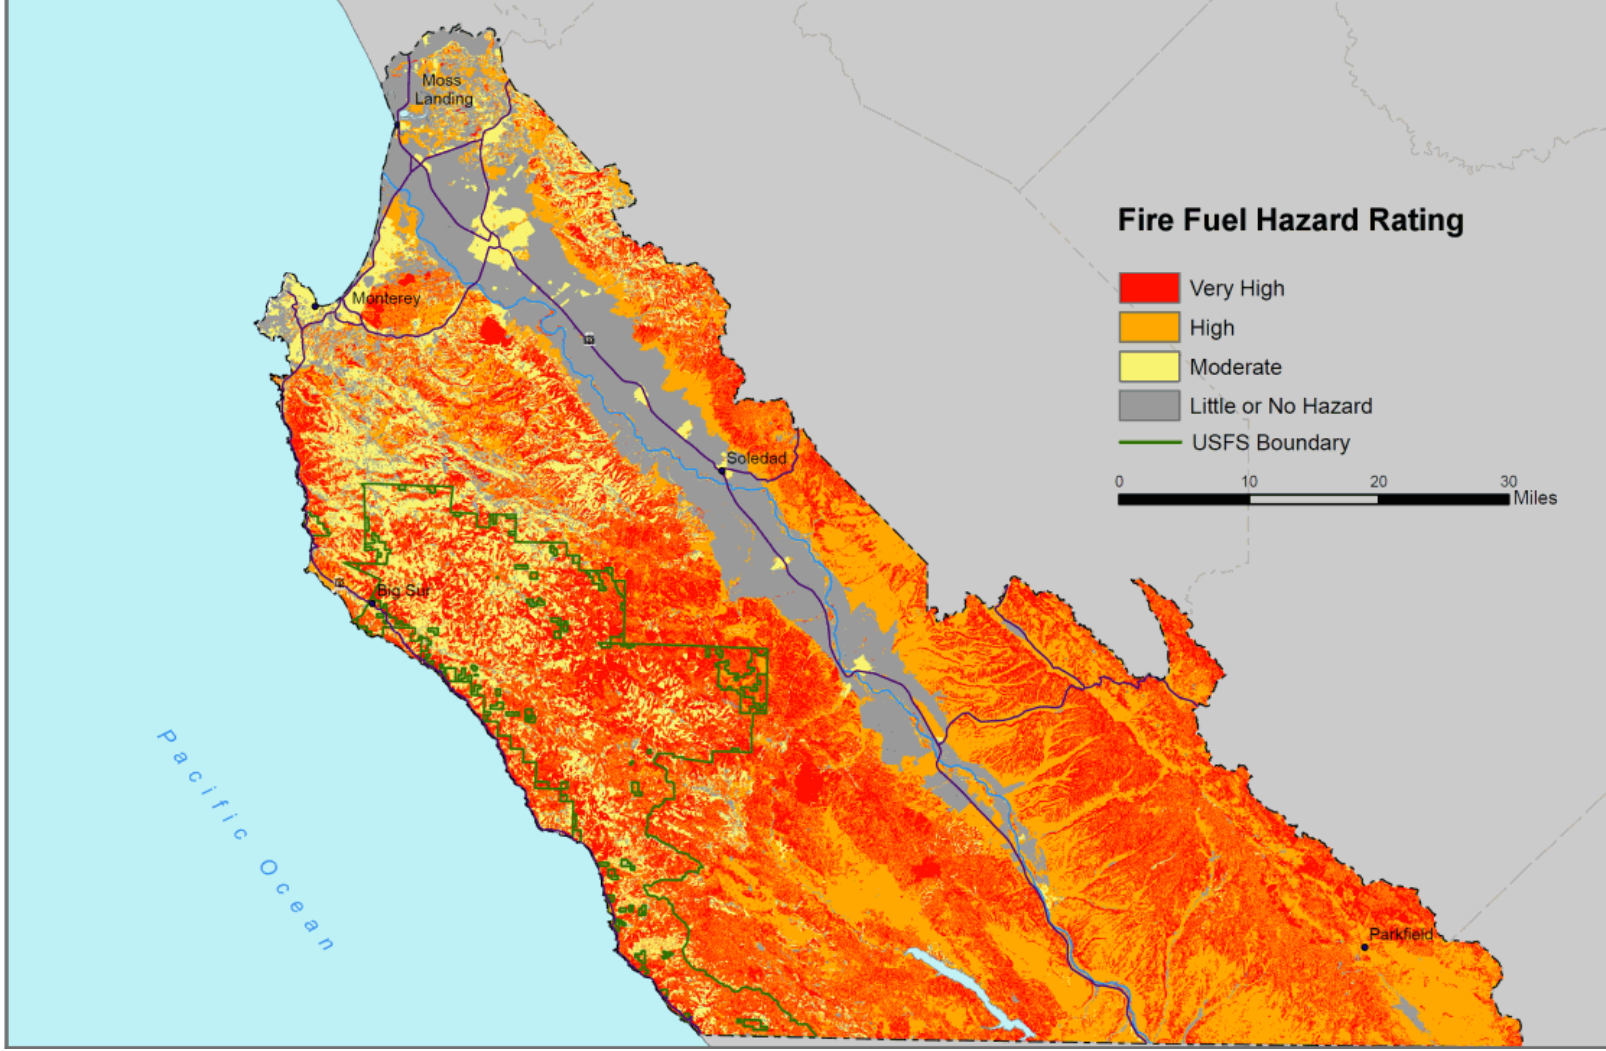 Moss
Landing
Monterey
Soledad
Big Sur
Parkfield
Pacific Ocean
Fire Fuel Hazard Rating
Very High
High
Moderate
Little or No Hazard
USFS Boundary
0 10 20 30
Miles